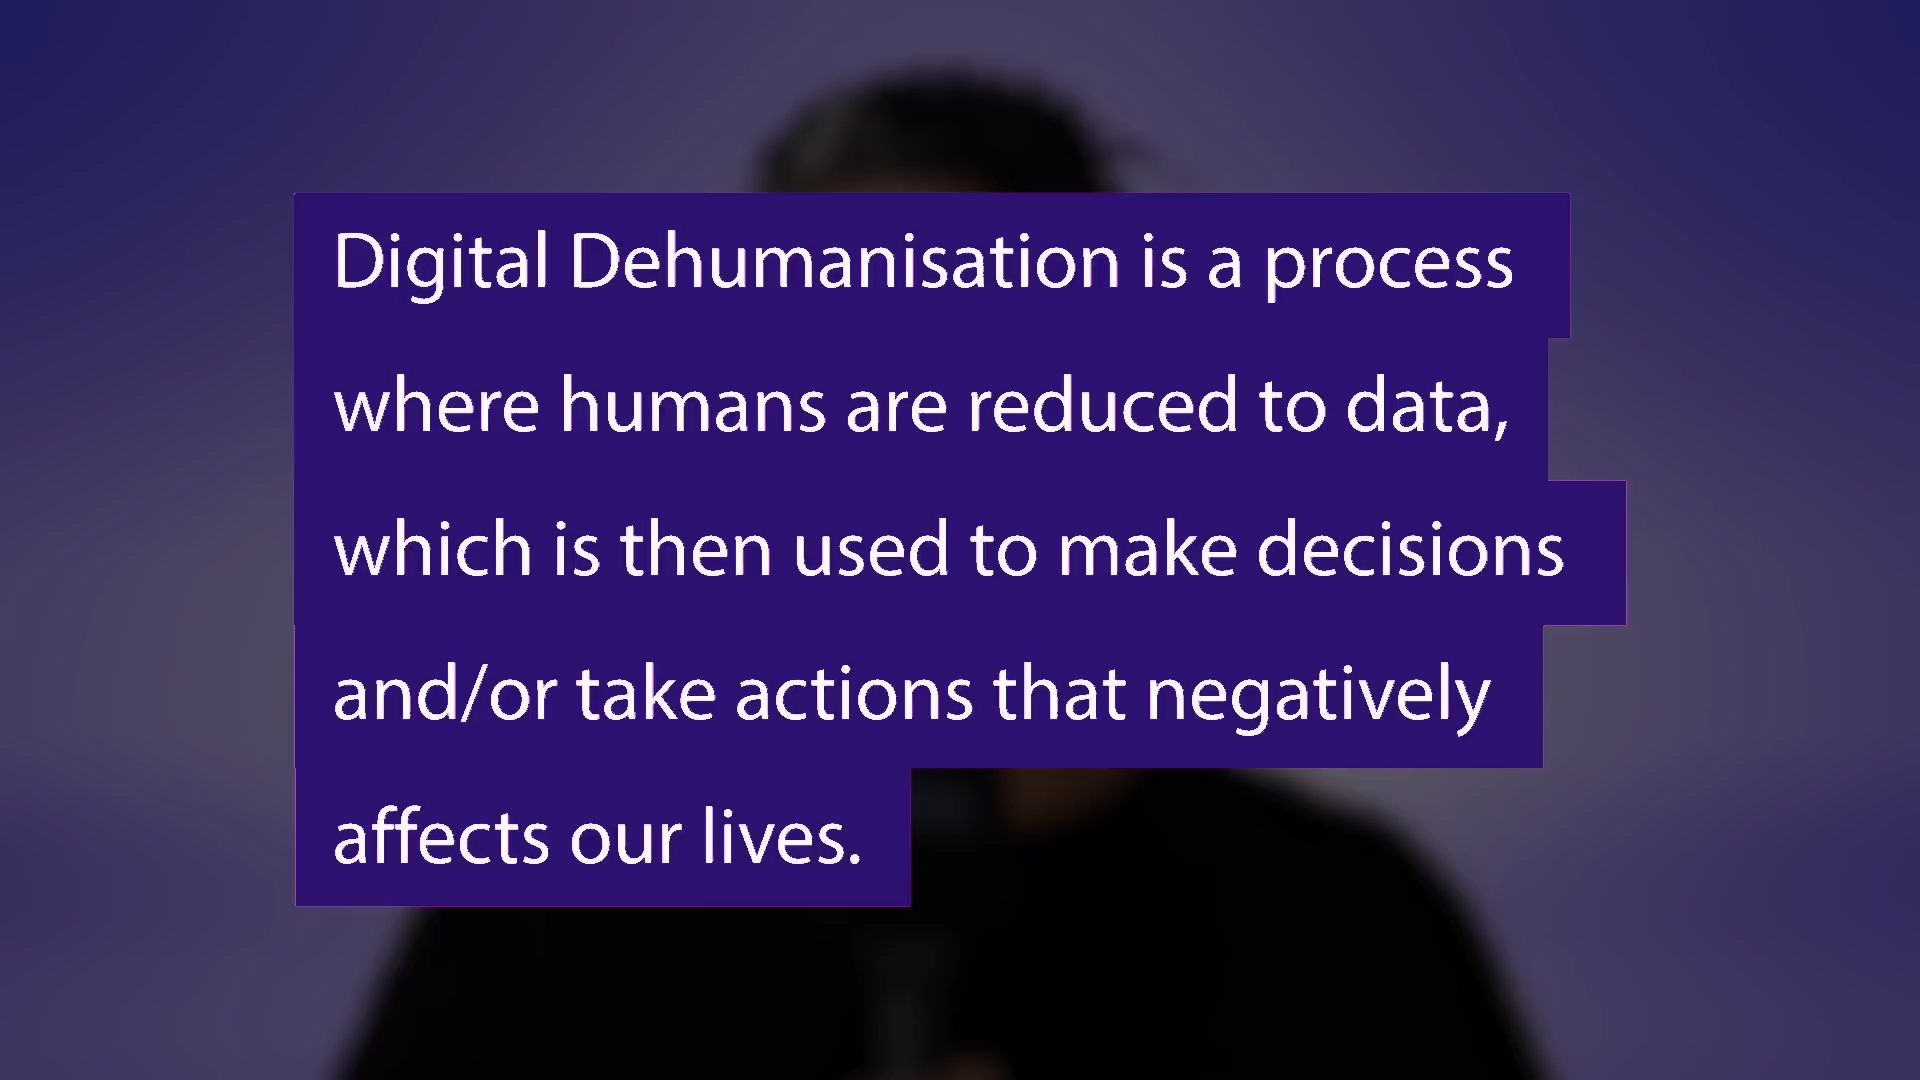 Digital Dehumanisation is a process
where humans are reduced to data,
which is then used to make decisions
and/or take actions that negatively
affects our lives.